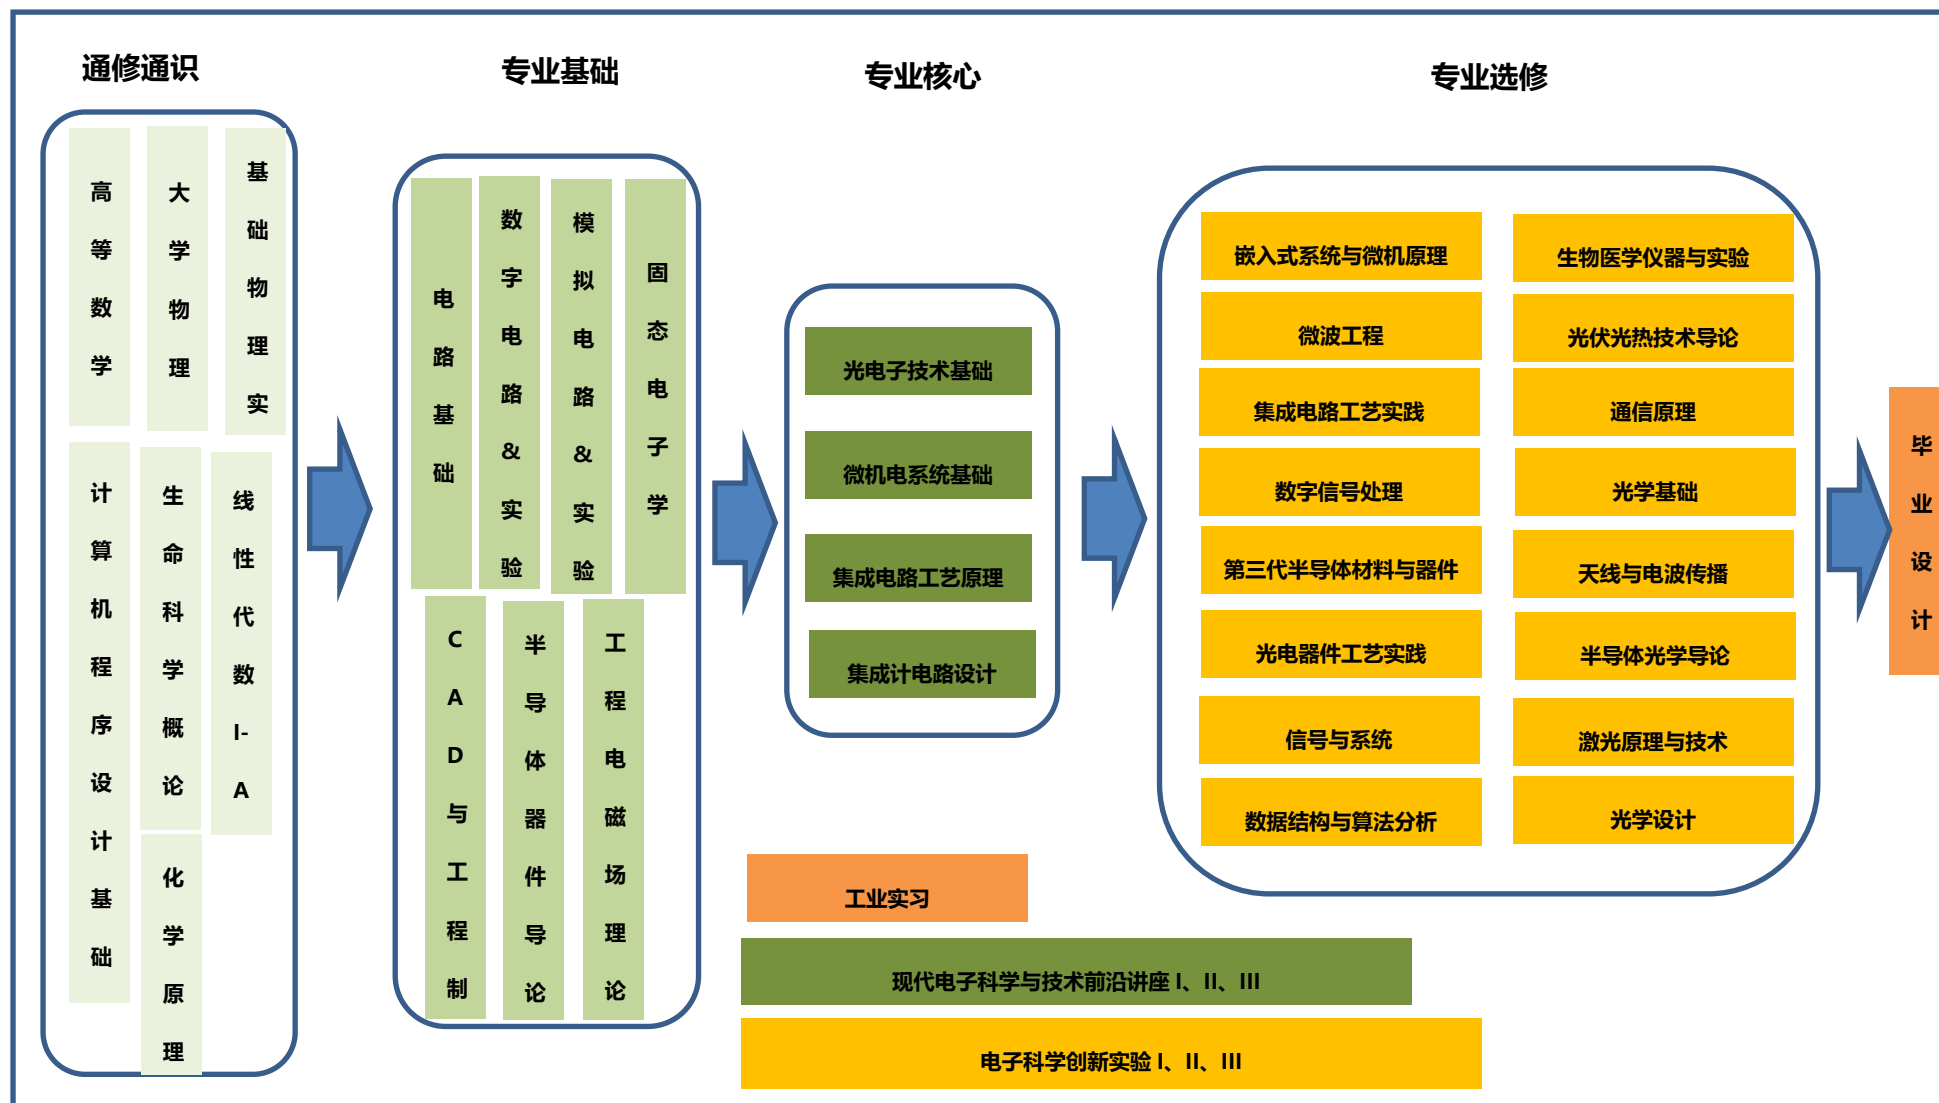 通修通识
高等数学
大学物理
基础物理实
计算机程序设计基础
生命科学概论
线性代数I-A
化学原理
专业基础
电路基础
数字电路&实验
模拟电路&实验
固态电子学
CAD与工程制
半导体器件导论
工程电磁场理论
专业核心
光电子技术基础
微机电系统基础
集成电路工艺原理
集成计电路设计
专业选修
嵌入式系统与微机原理
生物医学仪器与实验
微波工程
光伏光热技术导论
集成电路工艺实践
通信原理
数字信号处理
光学基础
第三代半导体材料与器件
天线与电波传播
光电器件工艺实践
半导体光学导论
信号与系统
激光原理与技术
数据结构与算法分析
光学设计
毕业设计
工业实习
现代电子科学与技术前沿讲座 I、II、III
电子科学创新实验 I、II、III